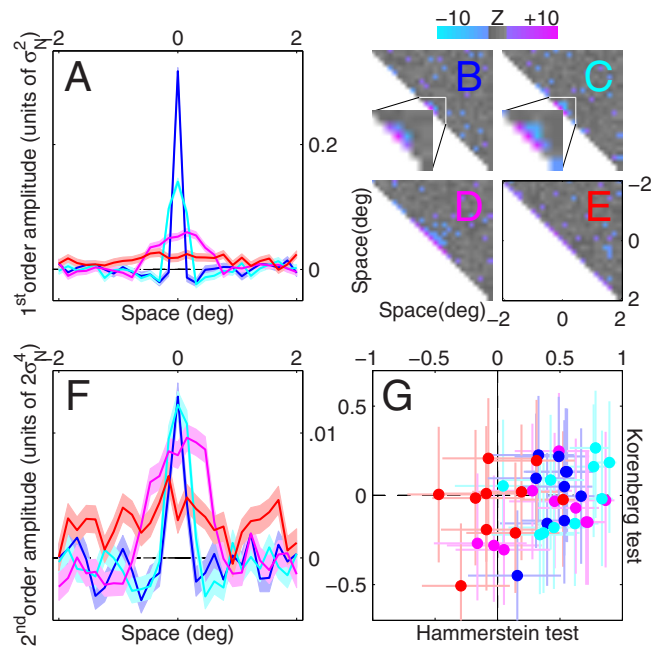 −10 Z +10
−2 0 2
A
B
C
0.2
0
1st order amplitude (units of σ²N)
Space (deg)
D
E
−2
0
2
Space(deg)
Space(deg)
−2 0 2
−2 0 2
F
.01
0
2nd order amplitude (units of 2σ⁴N)
Space (deg)
−1 −0.5 0 0.5 1
G
0.5
0
−0.5
Korenberg test
Hammerstein test